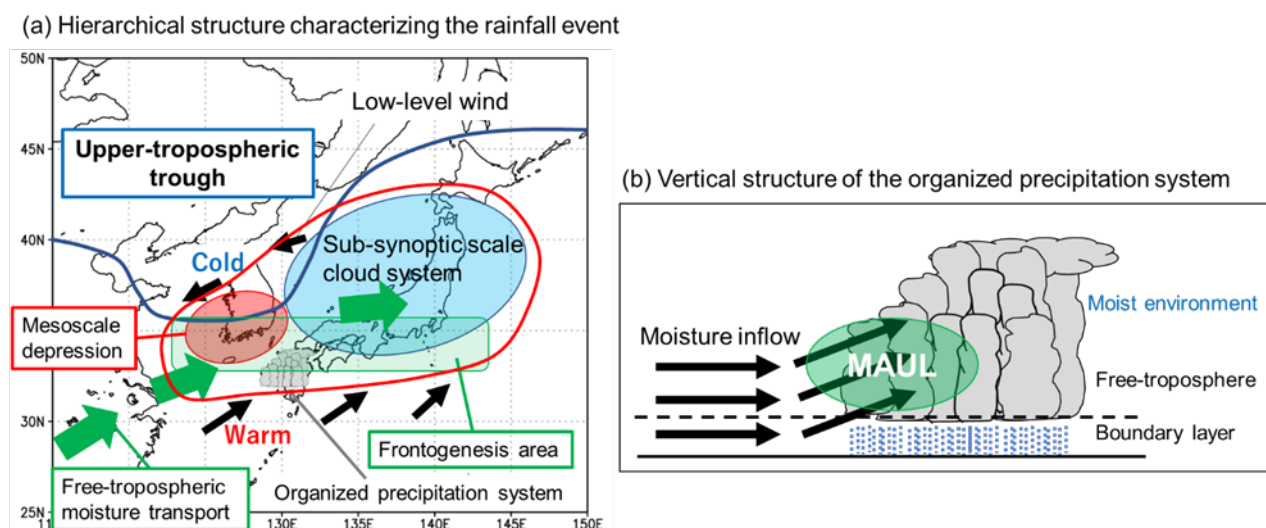 (a) Hierarchical structure characterizing the rainfall event
50N
Low-level wind
45N
Upper-tropospheric
trough
(b) Vertical structure of the organized precipitation system
40N
Sub-synoptic scale
cloud system
Cold
Moist environment
Mesoscale
depression
Moisture inflow
MAUL
Free-troposphere
30N
Warm
Boundary layer
Frontogenesis area
Free-tropospheric
moisture transport
Organized precipitation system
25N
130E
135E
140E
145E
150E